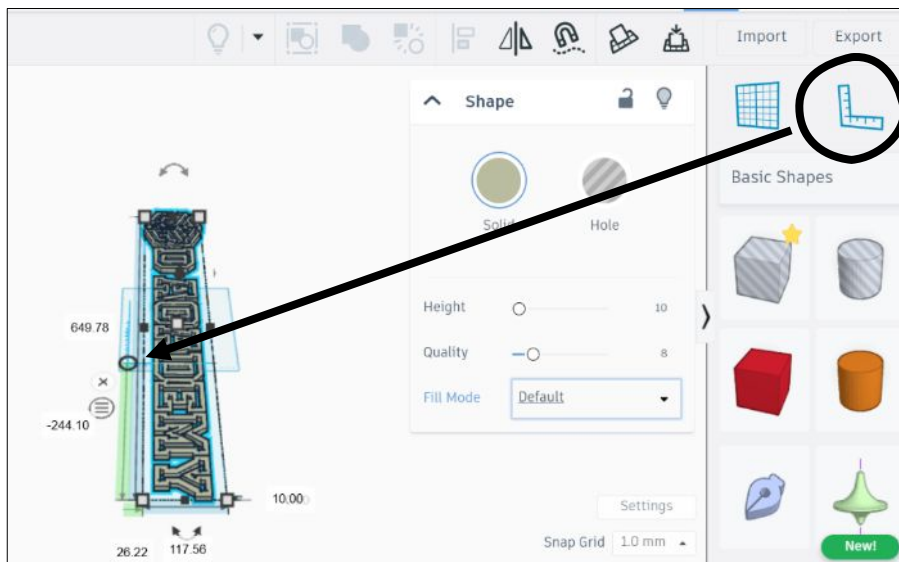 Import Export
Shape
Basic Shapes
Solid Hole
Height 10
649.78
Quality 8
Fill Mode Default
-244.10
10.00
Settings
26.22 117.56
Snap Grid 1.0 mm
New!